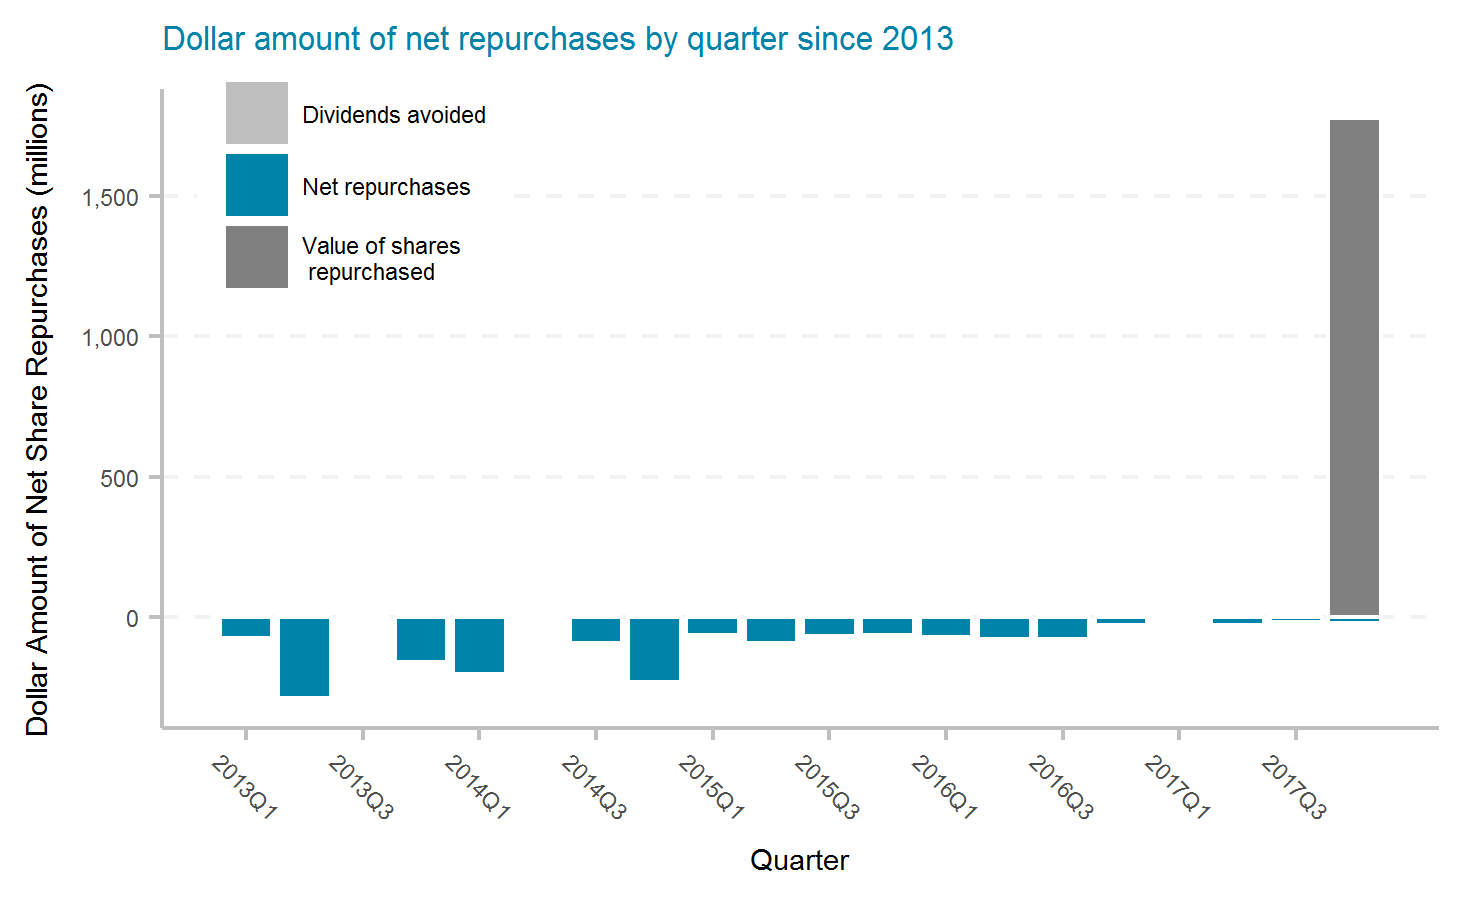 Dollar amount of net repurchases by quarter since 2013
Dollar Amount of Net Share Repurchases (millions)
Dividends avoided
Net repurchases
Value of shares
repurchased
1,500
1,000
500
0
2013Q1
2013Q3
2014Q1
2014Q3
2015Q1
2015Q3
2016Q1
2016Q3
2017Q1
2017Q3
Quarter